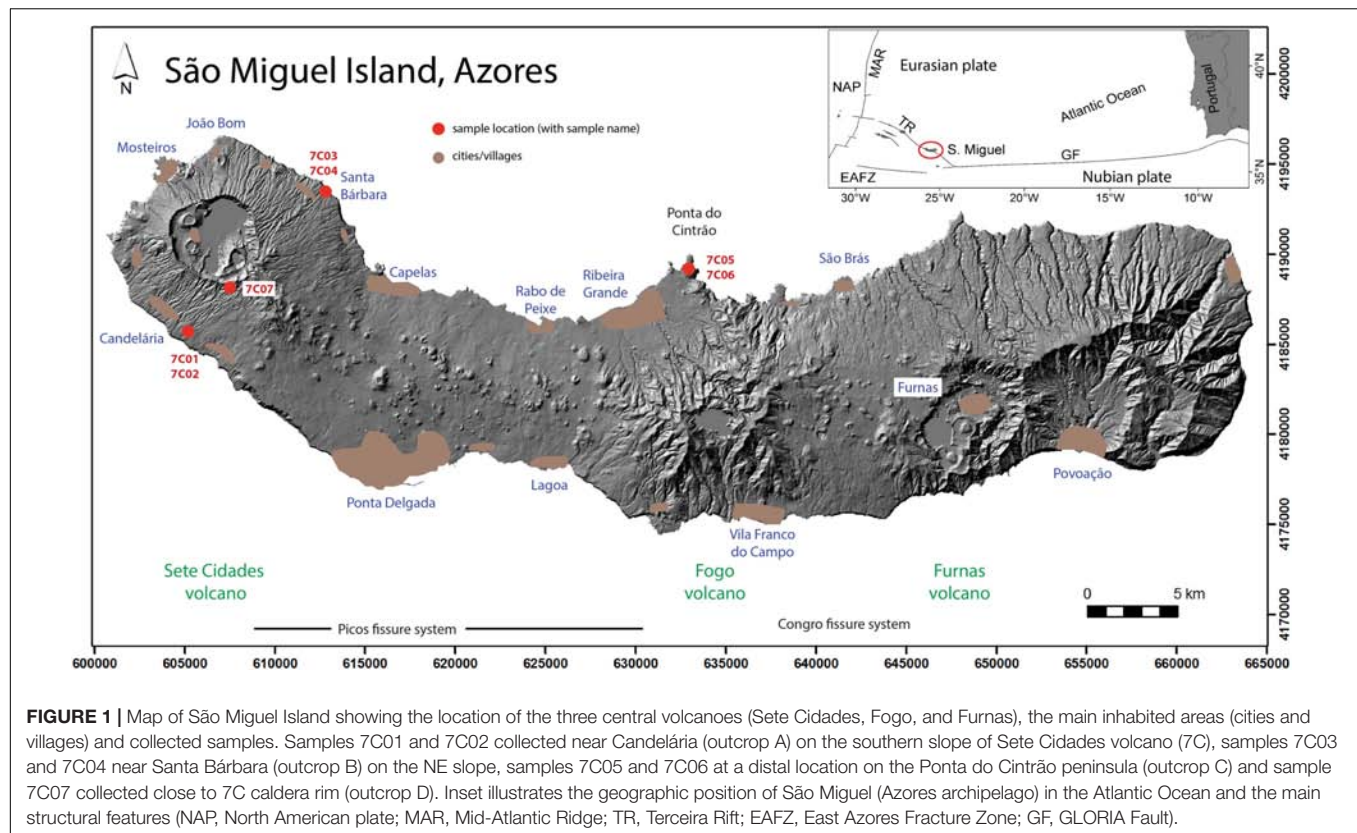 São Miguel Island, Azores
N
sample location (with sample name)
cities/villages
Eurasian plate
MAR
NAP
TR
Atlantic Ocean
Portugal
S. Miguel
GF
EAFZ
Nubian plate
40°N
35°N
30°W
25°W
20°W
15°W
10°W
João Bom
Mosteiros
7C03
7C04
Santa
Bárbara
7C07
Candelária
7C01
7C02
Capelas
Rabo de
Peixe
Ribeira
Grande
Ponta do
Cintrão
7C05
7C06
São Brás
Furnas
Povoação
Ponta Delgada
Lagoa
Vila Franco
do Campo
Sete Cidades
volcano
Fogo
volcano
Furnas
volcano
0
5 km
Picos fissure system
Congro fissure system
600000
605000
610000
615000
620000
625000
630000
635000
640000
645000
650000
655000
660000
665000
4200000
4195000
4190000
4185000
4180000
4175000
4170000
FIGURE 1 | Map of São Miguel Island showing the location of the three central volcanoes (Sete Cidades, Fogo, and Furnas), the main inhabited areas (cities and
villages) and collected samples. Samples 7C01 and 7C02 collected near Candelária (outcrop A) on the southern slope of Sete Cidades volcano (7C), samples 7C03
and 7C04 near Santa Bárbara (outcrop B) on the NE slope, samples 7C05 and 7C06 at a distal location on the Ponta do Cintrão peninsula (outcrop C) and sample
7C07 collected close to 7C caldera rim (outcrop D). Inset illustrates the geographic position of São Miguel (Azores archipelago) in the Atlantic Ocean and the main
structural features (NAP, North American plate; MAR, Mid-Atlantic Ridge; TR, Terceira Rift; EAFZ, East Azores Fracture Zone; GF, GLORIA Fault).